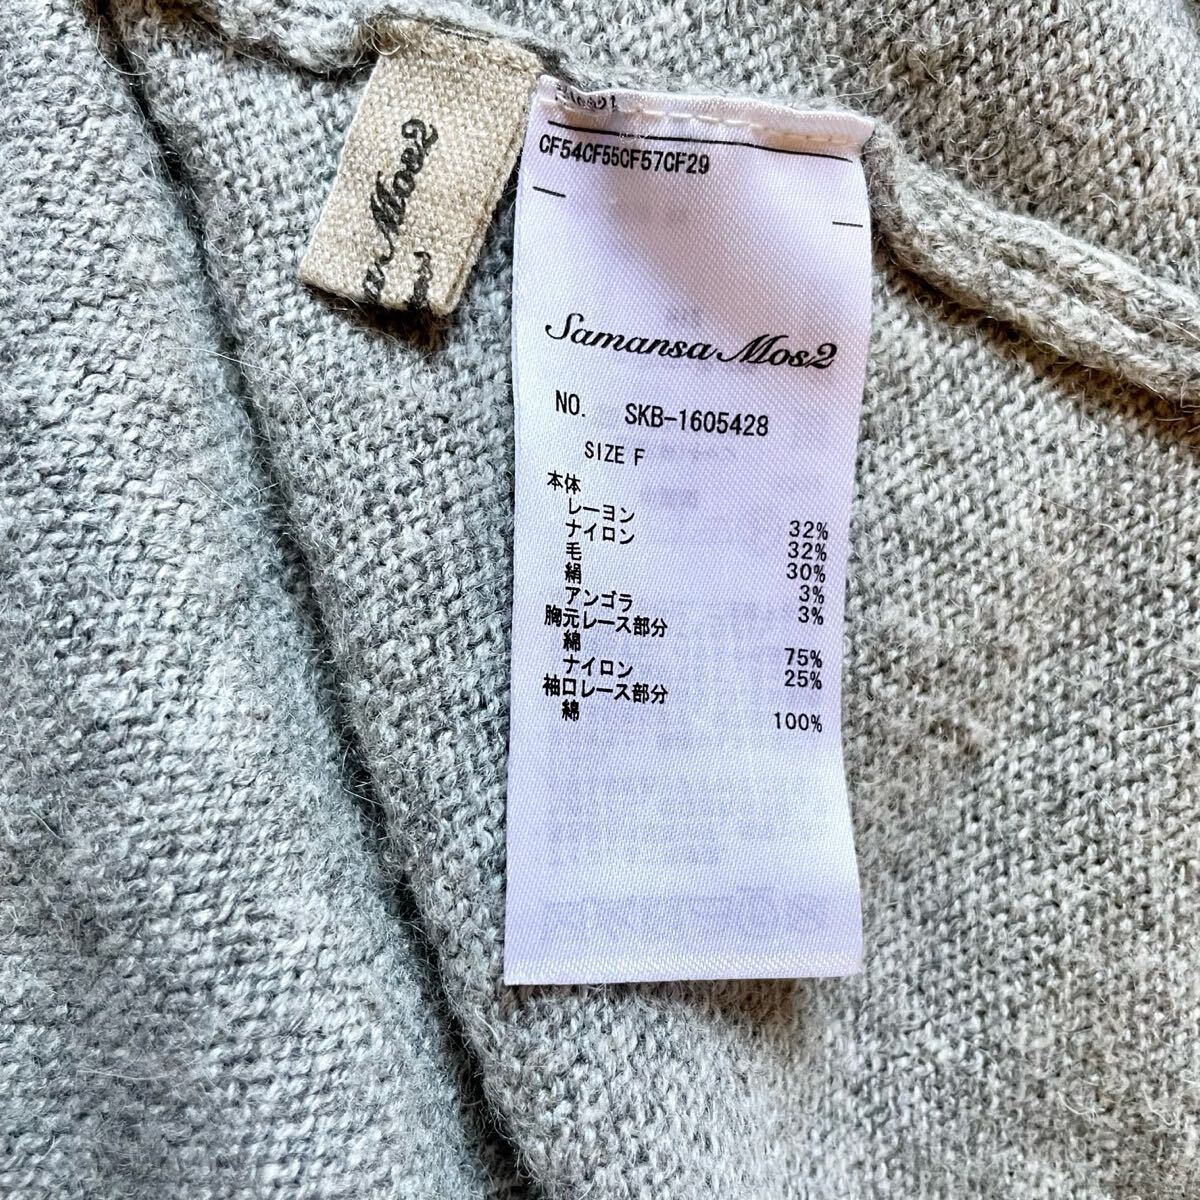 Mos2
CF54CF55CF57CF29
Samansa Mos2
NO. SKB-1605428
SIZE F
本体
レーヨン 32%
ナイロン 32%
毛 30%
絹 3%
アンゴラ 3%
胸元レース部分
綿 75%
ナイロン 25%
袖口レース部分
綿 100%